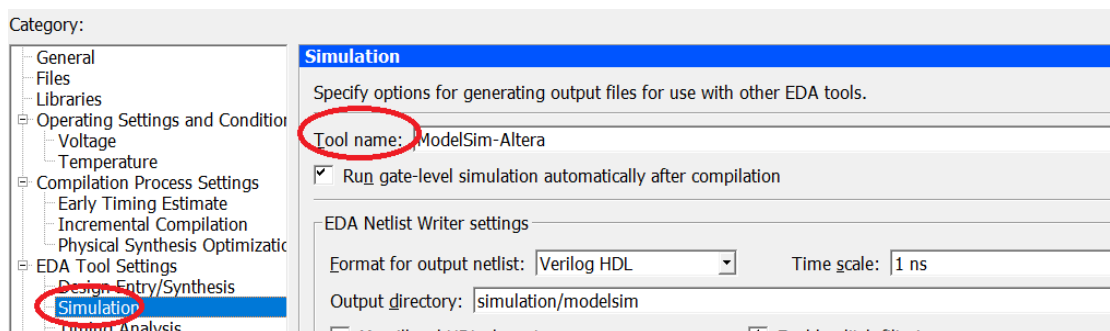 Category:
General
Files
Libraries
Operating Settings and Condition
Voltage
Temperature
Compilation Process Settings
Early Timing Estimate
Incremental Compilation
Physical Synthesis Optimizatio
EDA Tool Settings
Design Entry/Synthesis
Simulation
Timing Analysis
Simulation
Specify options for generating output files for use with other EDA tools.
Tool name: ModelSim-Altera
Run gate-level simulation automatically after compilation
EDA Netlist Writer settings
Format for output netlist: Verilog HDL Time scale: 1 ns
Output directory: simulation/modelsim